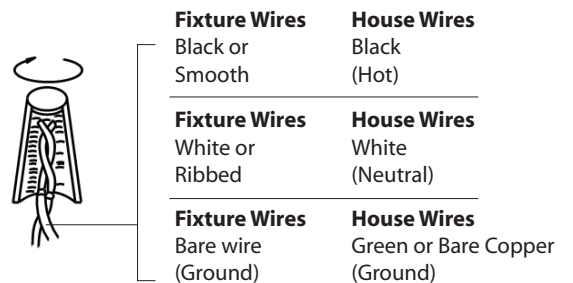 Fixture Wires House Wires
Black or Black
Smooth (Hot)
Fixture Wires House Wires
White or White
Ribbed (Neutral)
Fixture Wires House Wires
Bare wire Green or Bare Copper
(Ground) (Ground)